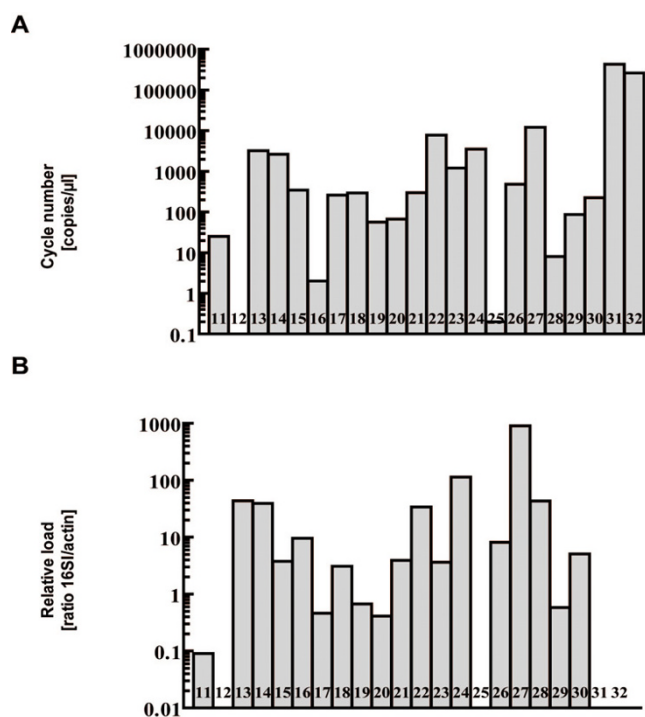 A
1000000
100000
10000
1000
100
10
1
0.1
Cycle number
[copies/µl]
11 12 13 14 15 16 17 18 19 20 21 22 23 24 25 26 27 28 29 30 31 32
B
1000
100
10
1
0.1
0.01
Relative load
[ratio 16SI/actin]
11 12 13 14 15 16 17 18 19 20 21 22 23 24 25 26 27 28 29 30 31 32